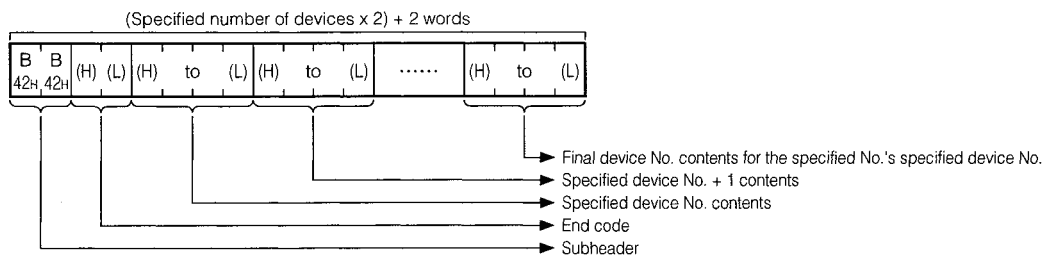 (Specified number of devices x 2) + 2 words
B B (H) (L) (H) to (L) (H) to (L) ······ (H) to (L)
42H 42H
Final device No. contents for the specified No.'s specified device No.
Specified device No. + 1 contents
Specified device No. contents
End code
Subheader